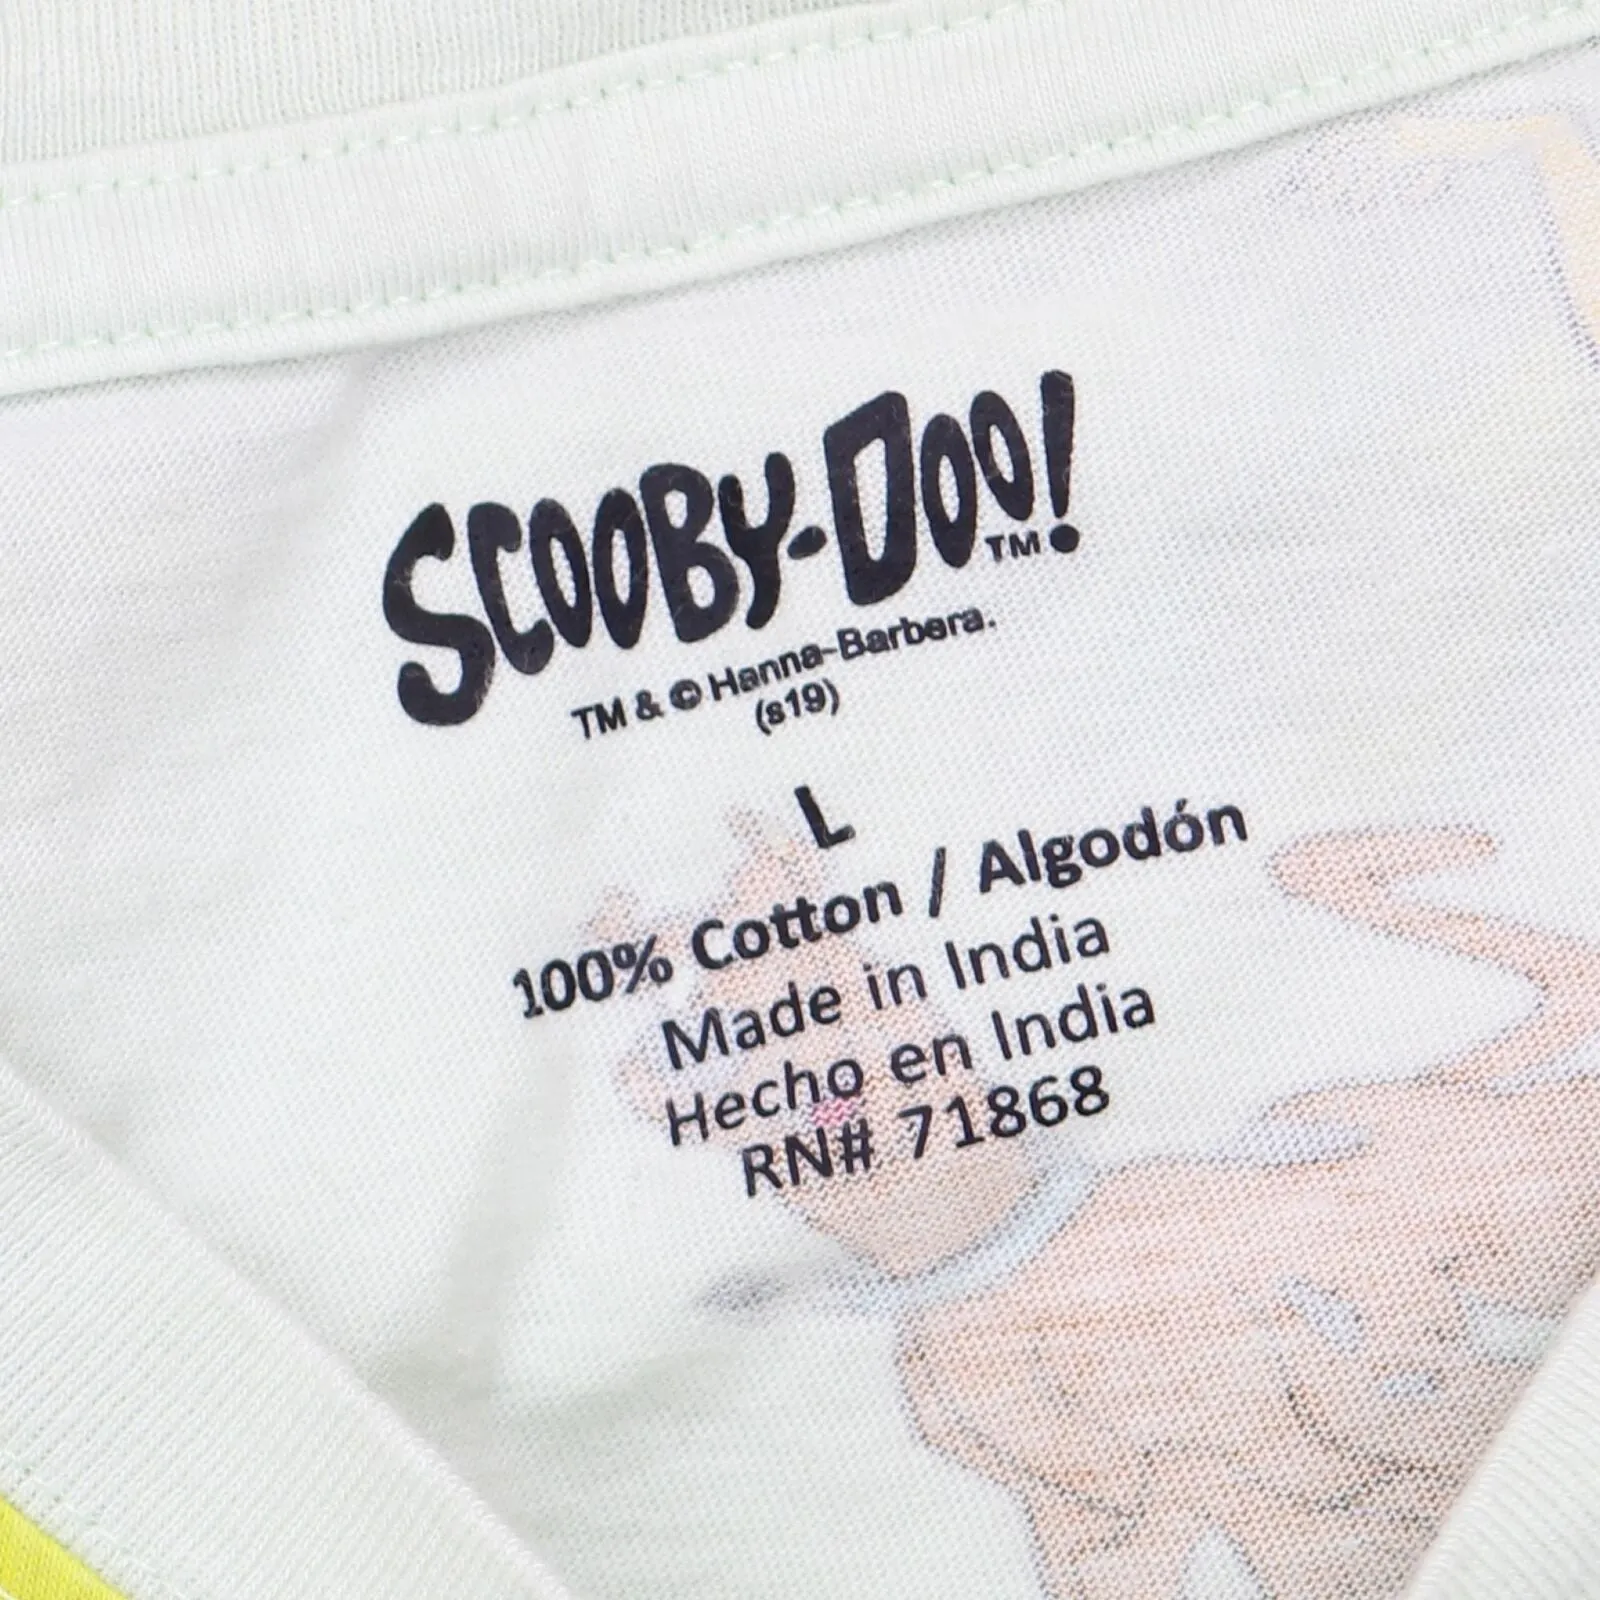 SCOOBY-DOO!
TM
TM & © Hanna-Barbera.
(s19)
L
100% Cotton / Algodón
Made in India
Hecho en India
RN# 71868